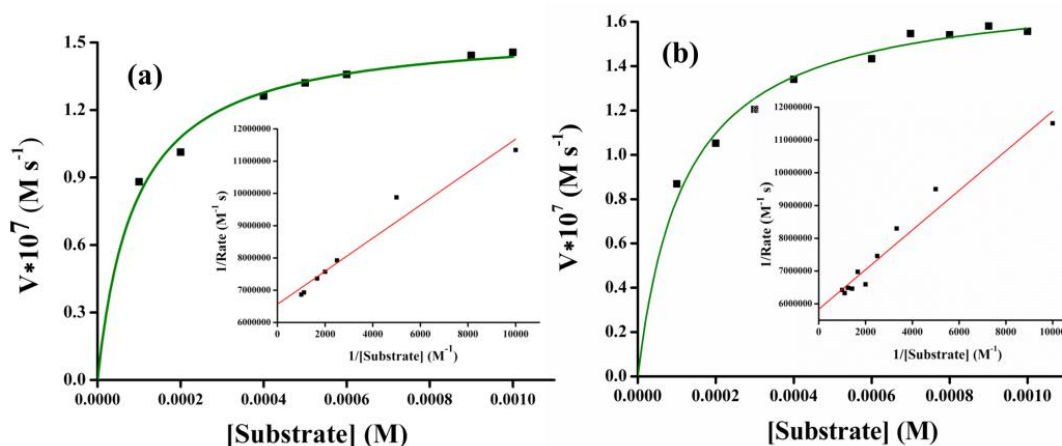 (a)
V*10⁷ (M s⁻¹)
1.5
1.2
0.9
0.6
0.3
0.0
0.0000 0.0002 0.0004 0.0006 0.0008 0.0010
[Substrate] (M)
1/Rate (M⁻¹ s)
12000000
11000000
10000000
9000000
8000000
7000000
6000000
0 2000 4000 6000 8000 10000
1/[Substrate] (M⁻¹)
(b)
V*10⁷ (M s⁻¹)
1.6
1.4
1.2
1.0
0.8
0.6
0.4
0.2
0.0
0.0000 0.0002 0.0004 0.0006 0.0008 0.0010
[Substrate] (M)
1/Rate (M⁻¹ s)
12000000
11000000
10000000
9000000
8000000
7000000
6000000
0 2000 4000 6000 8000 10000
1/[Substrate] (M⁻¹)